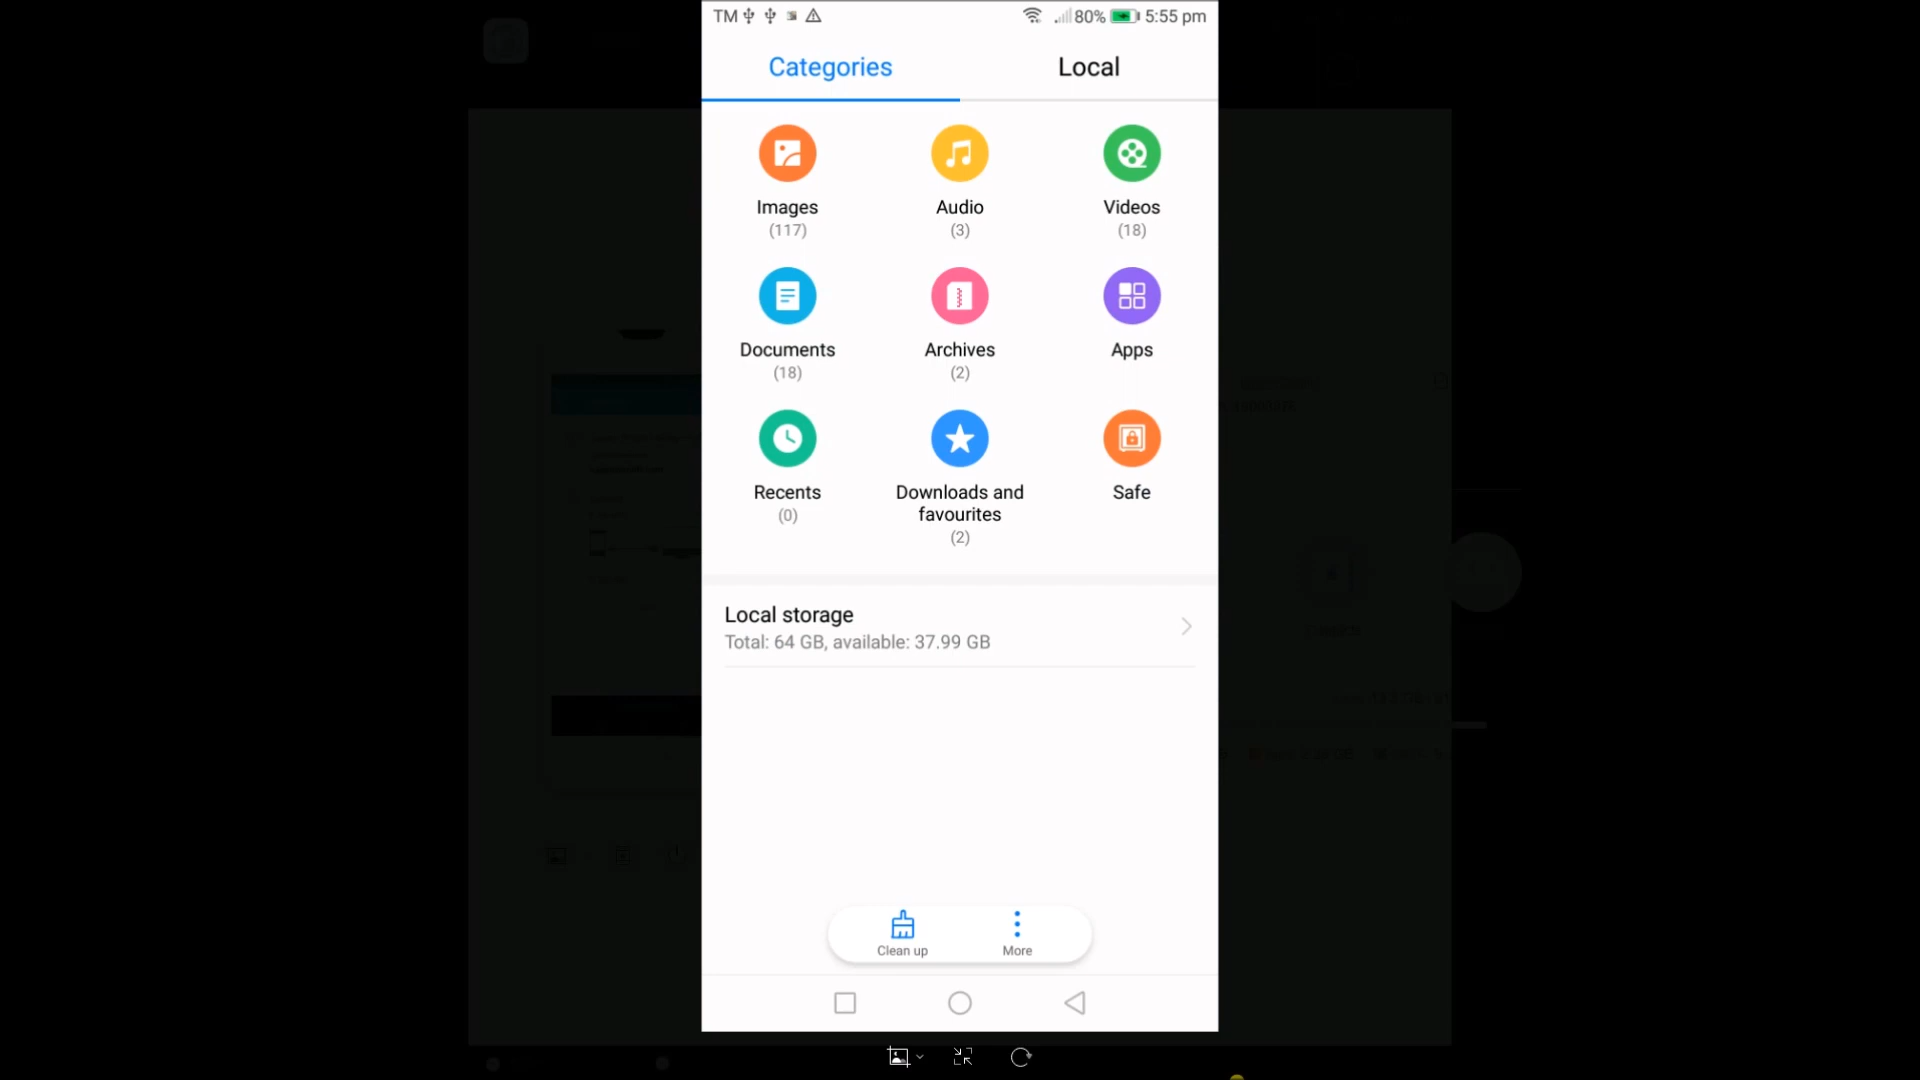 TM 80% 5:55 pm
Categories Local
Images Audio Videos
(117) (3) (18)
Documents Archives Apps
(18) (2)
Recents Downloads and Safe
favourites
(0) (2)
Local storage
Total: 64 GB, available: 37.99 GB
Clean up More